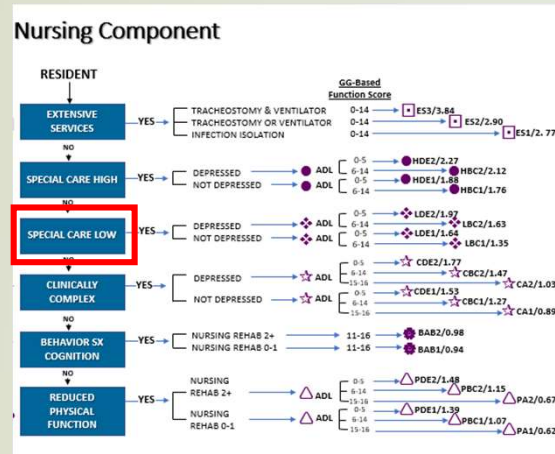 Nursing Component
RESIDENT
GG-Based
Function Score
EXTENSIVE
SERVICES
YES
TRACHEOSTOMY & VENTILATOR
0-14
ES3/3.84
TRACHEOSTOMY OR VENTILATOR
0-14
ES2/2.90
INFECTION ISOLATION
0-14
ES1/2.77
NO
SPECIAL CARE HIGH
YES
DEPRESSED
ADL
0-5
HDE2/2.27
6-14
HBC2/2.12
NOT DEPRESSED
ADL
0-5
HDE1/1.88
6-14
HBC1/1.76
NO
SPECIAL CARE LOW
YES
DEPRESSED
ADL
0-5
LDE2/1.97
6-14
LBC2/1.63
NOT DEPRESSED
ADL
0-5
LDE1/1.64
6-14
LBC1/1.35
NO
CLINICALLY
COMPLEX
YES
DEPRESSED
ADL
0-5
CDE2/1.77
6-14
CBC2/1.47
15-16
CA2/1.03
NOT DEPRESSED
ADL
0-5
CDE1/1.53
6-14
CBC1/1.27
15-16
CA1/0.89
NO
BEHAVIOR SX
COGNITION
YES
NURSING REHAB 2+
11-16
BAB2/0.98
NURSING REHAB 0-1
11-16
BAB1/0.94
NO
REDUCED
PHYSICAL
FUNCTION
YES
NURSING
REHAB 2+
ADL
0-5
PDE2/1.48
6-14
PBC2/1.15
15-16
PA2/0.67
NURSING
REHAB 0-1
ADL
0-5
PDE1/1.39
6-14
PBC1/1.07
15-16
PA1/0.62